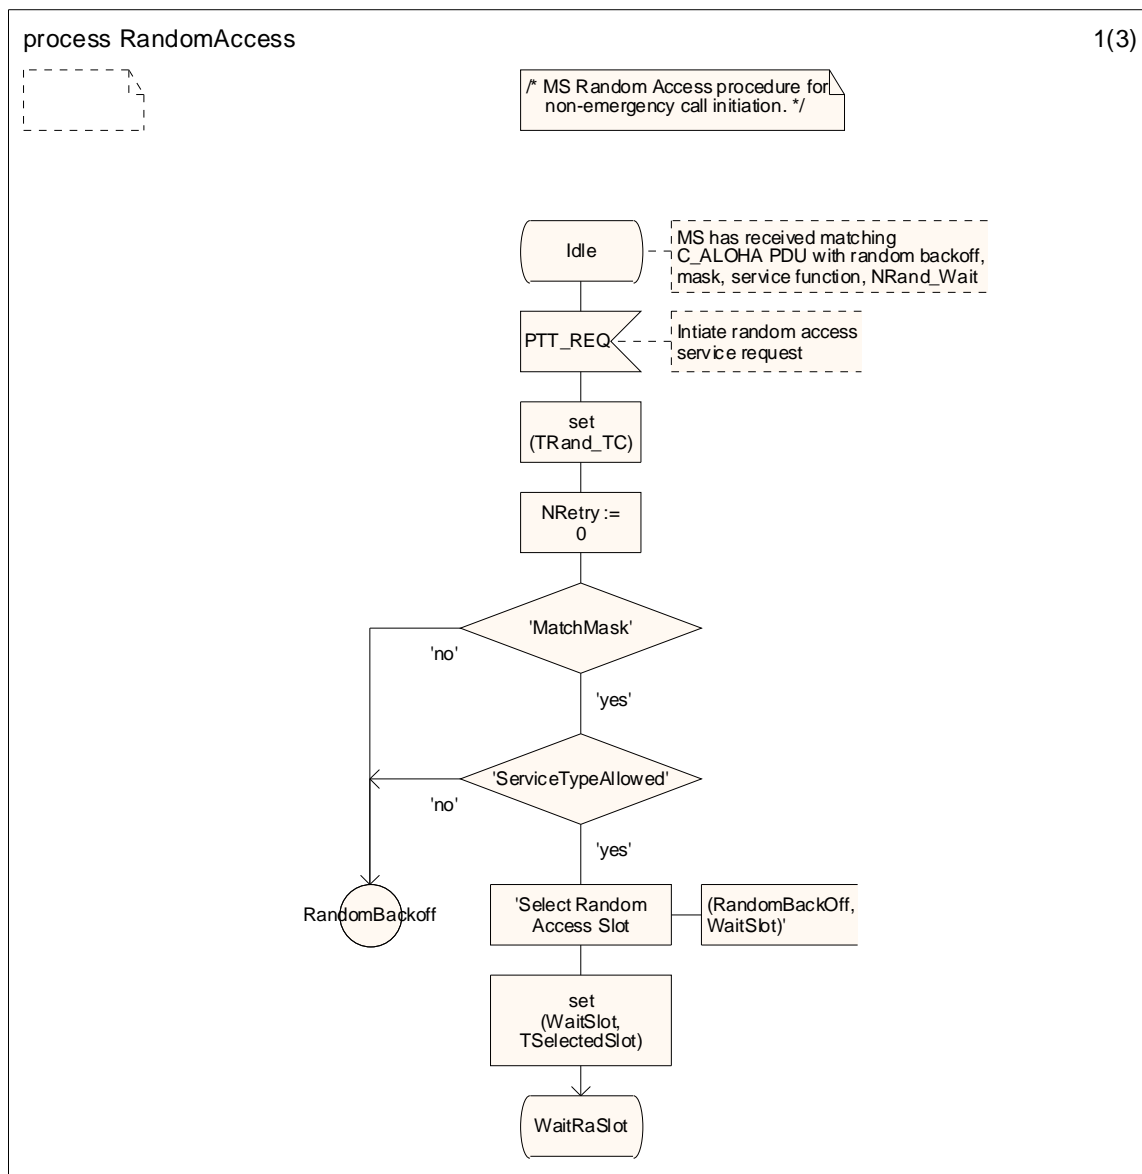 process RandomAccess
1(3)
/* MS Random Access procedure for
non-emergency call initiation. */
Idle
MS has received matching
C_ALOHA PDU with random backoff,
mask, service function, NRand_Wait
PTT_REQ
Intiate random access
service request
set
(TRand_TC)
NRetry :=
0
'MatchMask'
'no'
'yes'
'ServiceTypeAllowed'
'no'
'yes'
RandomBackoff
'Select Random
Access Slot
(RandomBackOff,
WaitSlot)'
set
(WaitSlot,
TSelectedSlot)
WaitRaSlot